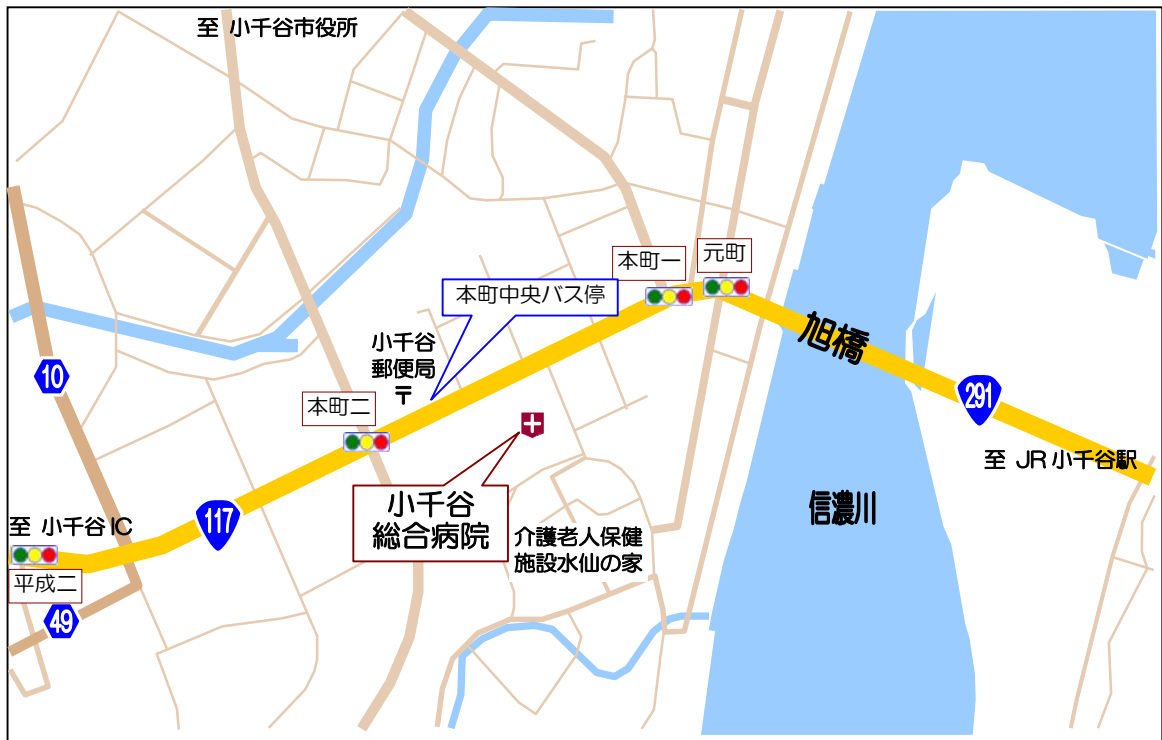 至 小千谷市役所
本町一
元町
本町中央バス停
旭橋
小千谷
郵便局
〒
10
291
本町二
至 JR小千谷駅
小千谷
総合病院
信濃川
117
至 小千谷IC
介護老人保健
施設水仙の家
平成二
49